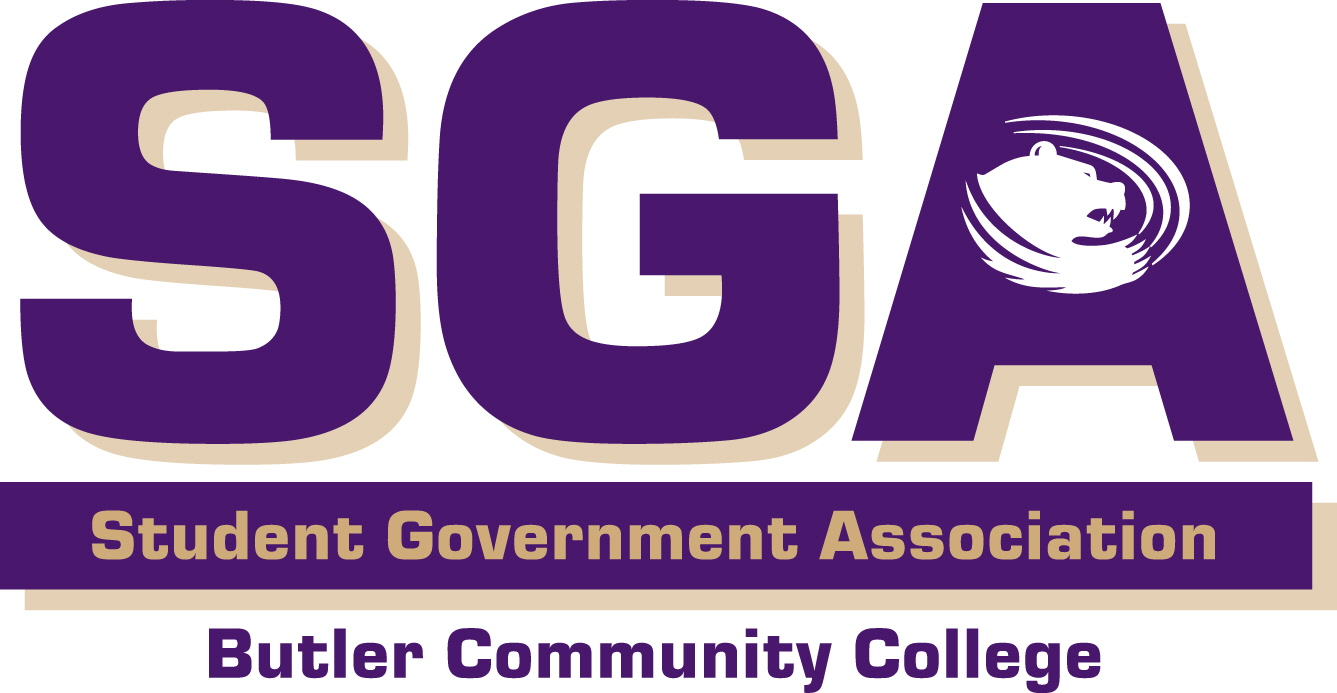 SGA
Student Government Association
Butler Community College